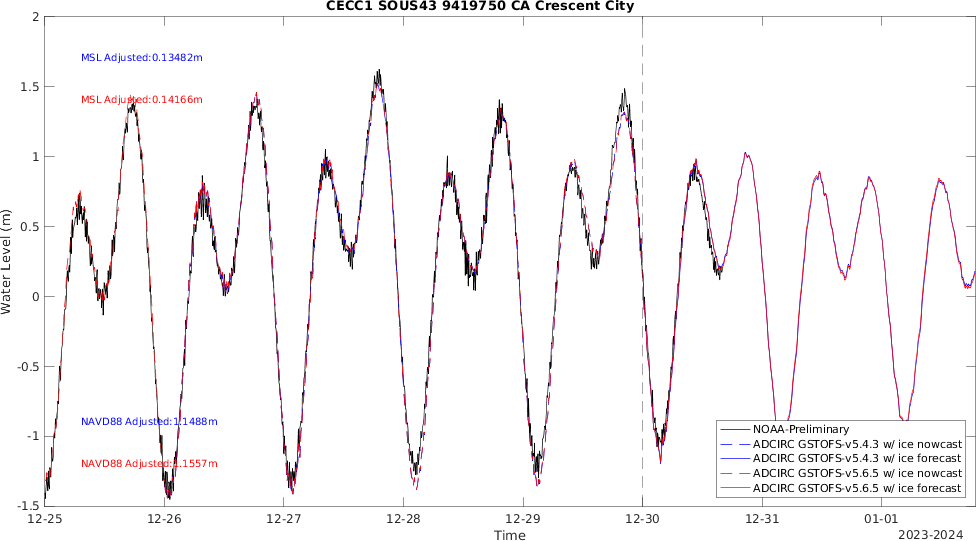 CECC1 SOUS43 9419750 CA Crescent City
2
1.5
1
0.5
0
-0.5
-1
-1.5
Water Level (m)
MSL Adjusted:0.13482m
MSL Adjusted:0.14166m
NAVD88 Adjusted:1.1488m
NAVD88 Adjusted:1.1557m
NOAA-Preliminary
ADCIRC GSTOFS-v5.4.3 w/ ice nowcast
ADCIRC GSTOFS-v5.4.3 w/ ice forecast
ADCIRC GSTOFS-v5.6.5 w/ ice nowcast
ADCIRC GSTOFS-v5.6.5 w/ ice forecast
12-25 12-26 12-27 12-28 12-29 12-30 12-31 01-01
Time
2023-2024